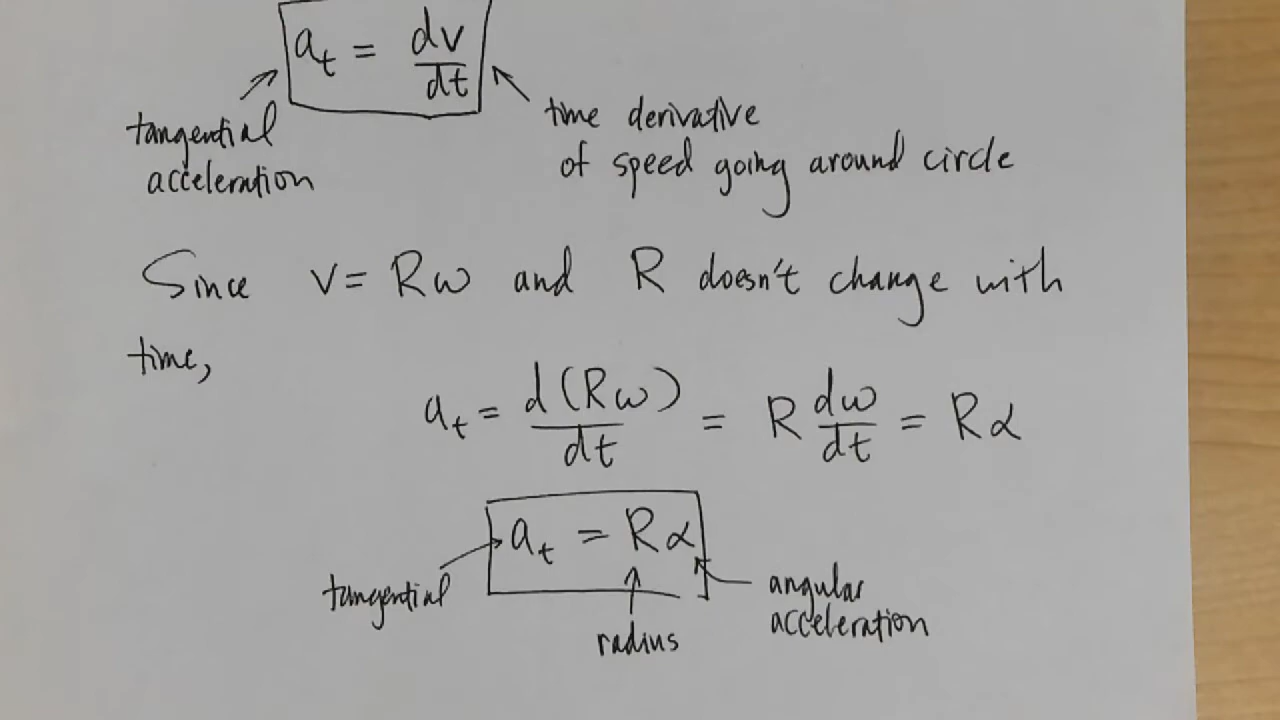 a_t = dv/dt
tangential
acceleration
time derivative
of speed going around circle
Since v = Rω and R doesn't change with
time,
a_t = d(Rω)/dt = R dω/dt = Rα
a_t = Rα
tangential
radius
angular
acceleration